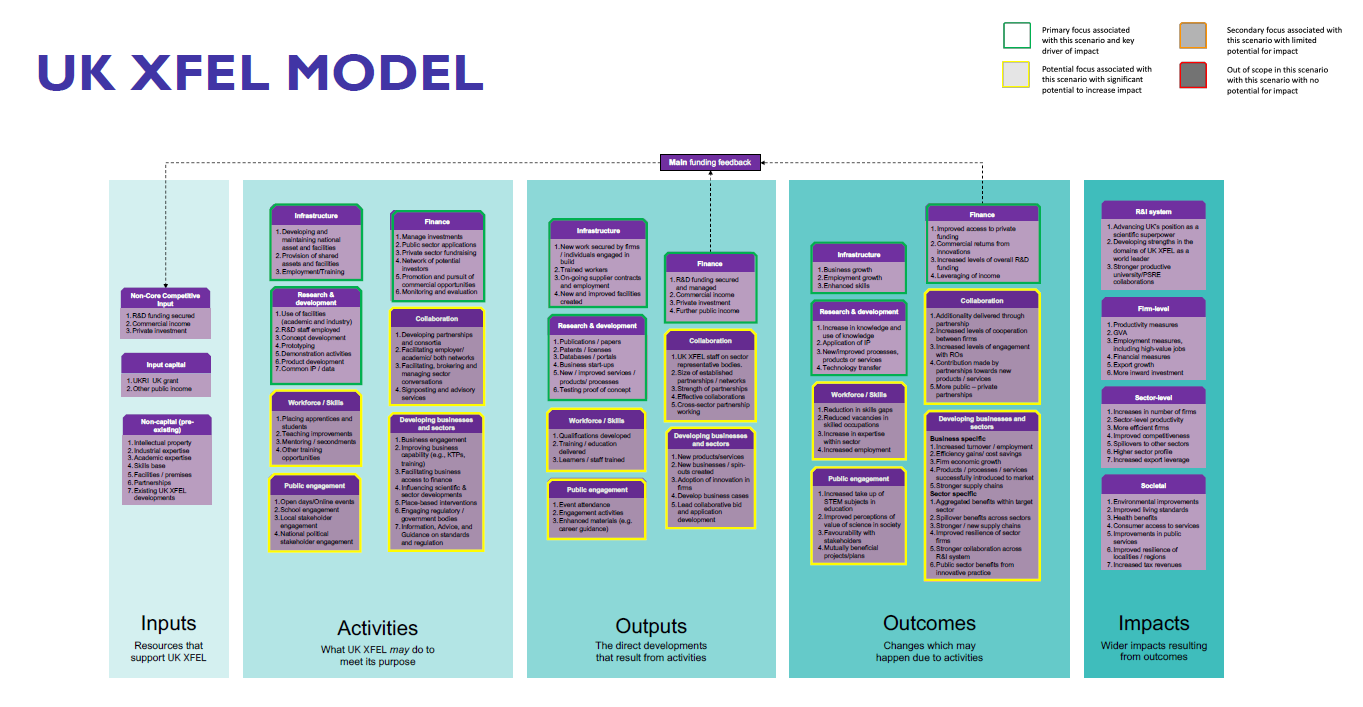 UK XFEL MODEL
Primary focus associated
with this scenario and key
driver of impact
Secondary focus associated with
this scenario with limited
potential for impact
Potential focus associated with
this scenario with significant
potential to increase impact
Out of scope in this scenario
with this scenario with no
potential for impact
Main funding feedback
Non-Core Competitive
Input
1. R&D funding secured
2. Commercial income
3. Private investment
Input capital
1. UKRI UK grant
2. Other public income
Non-capital (pre-
existing)
1. Intellectual property
2. Industrial expertise
3. Academic expertise
4. Skills base
5. Facilities / premises
6. Partnerships
7. Existing UK XFEL
developments
Inputs
Resources that
support UK XFEL
Infrastructure
1. Developing and
maintaining national
asset and facilities
2. Provision of shared
assets and facilities
3. Employment/Training
Research &
development
1. Use of facilities
(academic and industry)
2. R&D staff employed
3. Concept development
4. Prototyping
5. Demonstration activities
6. Product development
7. Common IP / data
Workforce / Skills
1. Placing apprentices and
students
2. Teaching improvements
3. Mentoring / secondments
4. Other training
opportunities
Public engagement
1. Open days/Online events
2. School engagement
3. Local stakeholder
engagement
4. National political
stakeholder engagement
Finance
1. Manage investments
2. Public sector applications
3. Private sector fundraising
4. Network of potential
investors
5. Promotion and pursuit of
commercial opportunities
6. Monitoring and evaluation
Collaboration
1. Developing partnerships
and consortia
2. Facilitating employer/
academic/ both networks
3. Facilitating, brokering and
managing sector
conversations
4. Signposting and advisory
services
Developing businesses
and sectors
1. Business engagement
2. Improving business
capability (e.g., KTPs,
training)
3. Facilitating business
access to finance
4. Influencing scientific &
sector developments
5. Place-based interventions
6. Engaging regulatory /
government bodies
7. Information, Advice, and
Guidance on standards
and regulation
Activities
What UK XFEL may do to
meet its purpose
Infrastructure
1. New work secured by firms
/ individuals engaged in
build
2. Trained workers
3. On-going supplier contracts
and employment
4. New and improved facilities
created
Research & development
1. Publications / papers
2. Patents / licenses
3. Databases / portals
4. Business start-ups
5. New / improved services /
products/ processes
6. Testing proof of concept
Workforce / Skills
1. Qualifications developed
2. Training / education
delivered
3. Learners / staff trained
Public engagement
1. Event attendance
2. Engagement activities
3. Enhanced materials (e.g.
career guidance)
Finance
1. R&D funding secured
and managed
2. Commercial income
3. Private investment
4. Further public income
Collaboration
1. UK XFEL staff on sector
representative bodies.
2. Size of established
partnerships / networks
3. Strength of partnerships
4. Effective collaborations
5. Cross-sector partnership
working
Developing businesses
and sectors
1. New products/services
2. New businesses / spin-
outs created
3. Adoption of innovation in
firms
4. Develop business cases
5. Lead collaborative bid
and application
development
Outputs
The direct developments
that result from activities
Infrastructure
1. Business growth
2. Employment growth
3. Enhanced skills
Research & development
1. Increase in knowledge and
use of knowledge
2. Application of IP
3. New/Improved processes,
products or services
4. Technology transfer
Workforce / Skills
1. Reduction in skills gaps
2. Reduced vacancies in
skilled occupations
3. Increase in expertise
within sector
4. Increased employment
Public engagement
1. Increased take up of
STEM subjects in
education
2. Improved perceptions of
value of science in society
3. Favourability with
stakeholders
4. Mutually beneficial
projects/plans
Finance
1. Improved access to private
funding
2. Commercial returns from
innovations
3. Increased levels of overall R&D
funding
4. Leveraging of income
Collaboration
1. Additionality delivered through
partnership
2. Increased levels of cooperation
between firms
3. Increased levels of engagement
with ROs
4. Contribution made by
partnerships towards new
products / services
5. More public – private
partnerships
Developing businesses and
sectors
Business specific
1. Increased turnover / employment
2. Efficiency gains/ cost savings
3. Firm economic growth
4. Products / processes / services
successfully introduced to market
5. Stronger supply chains
Sector specific
1. Aggregated benefits within target
sector
2. Spillover benefits across sectors
3. Stronger / new supply chains
4. Improved resilience of sector
firms
5. Stronger collaboration across
R&I system
6. Public sector benefits from
innovative practice
Outcomes
Changes which may
happen due to activities
R&I system
1. Advancing UK's position as a
scientific superpower
2. Developing strengths in the
domains of UK XFEL as a
world leader
3. Stronger productive
university/PSRE
collaborations
Firm-level
1. Productivity measures
2. GVA
3. Employment measures,
including high-value jobs
4. Financial measures
5. Export growth
6. More inward investment
Sector-level
1. Increases in number of firms
2. Sector-level productivity
3. More efficient firms
4. Improved competitiveness
5. Spillovers to other sectors
6. Higher sector profile
7. Increased export leverage
Societal
1. Environmental improvements
2. Improved living standards
3. Health benefits
4. Consumer access to services
5. Improvements in public
services
6. Improved resilience of
localities / regions
7. Increased tax revenues
Impacts
Wider impacts resulting
from outcomes